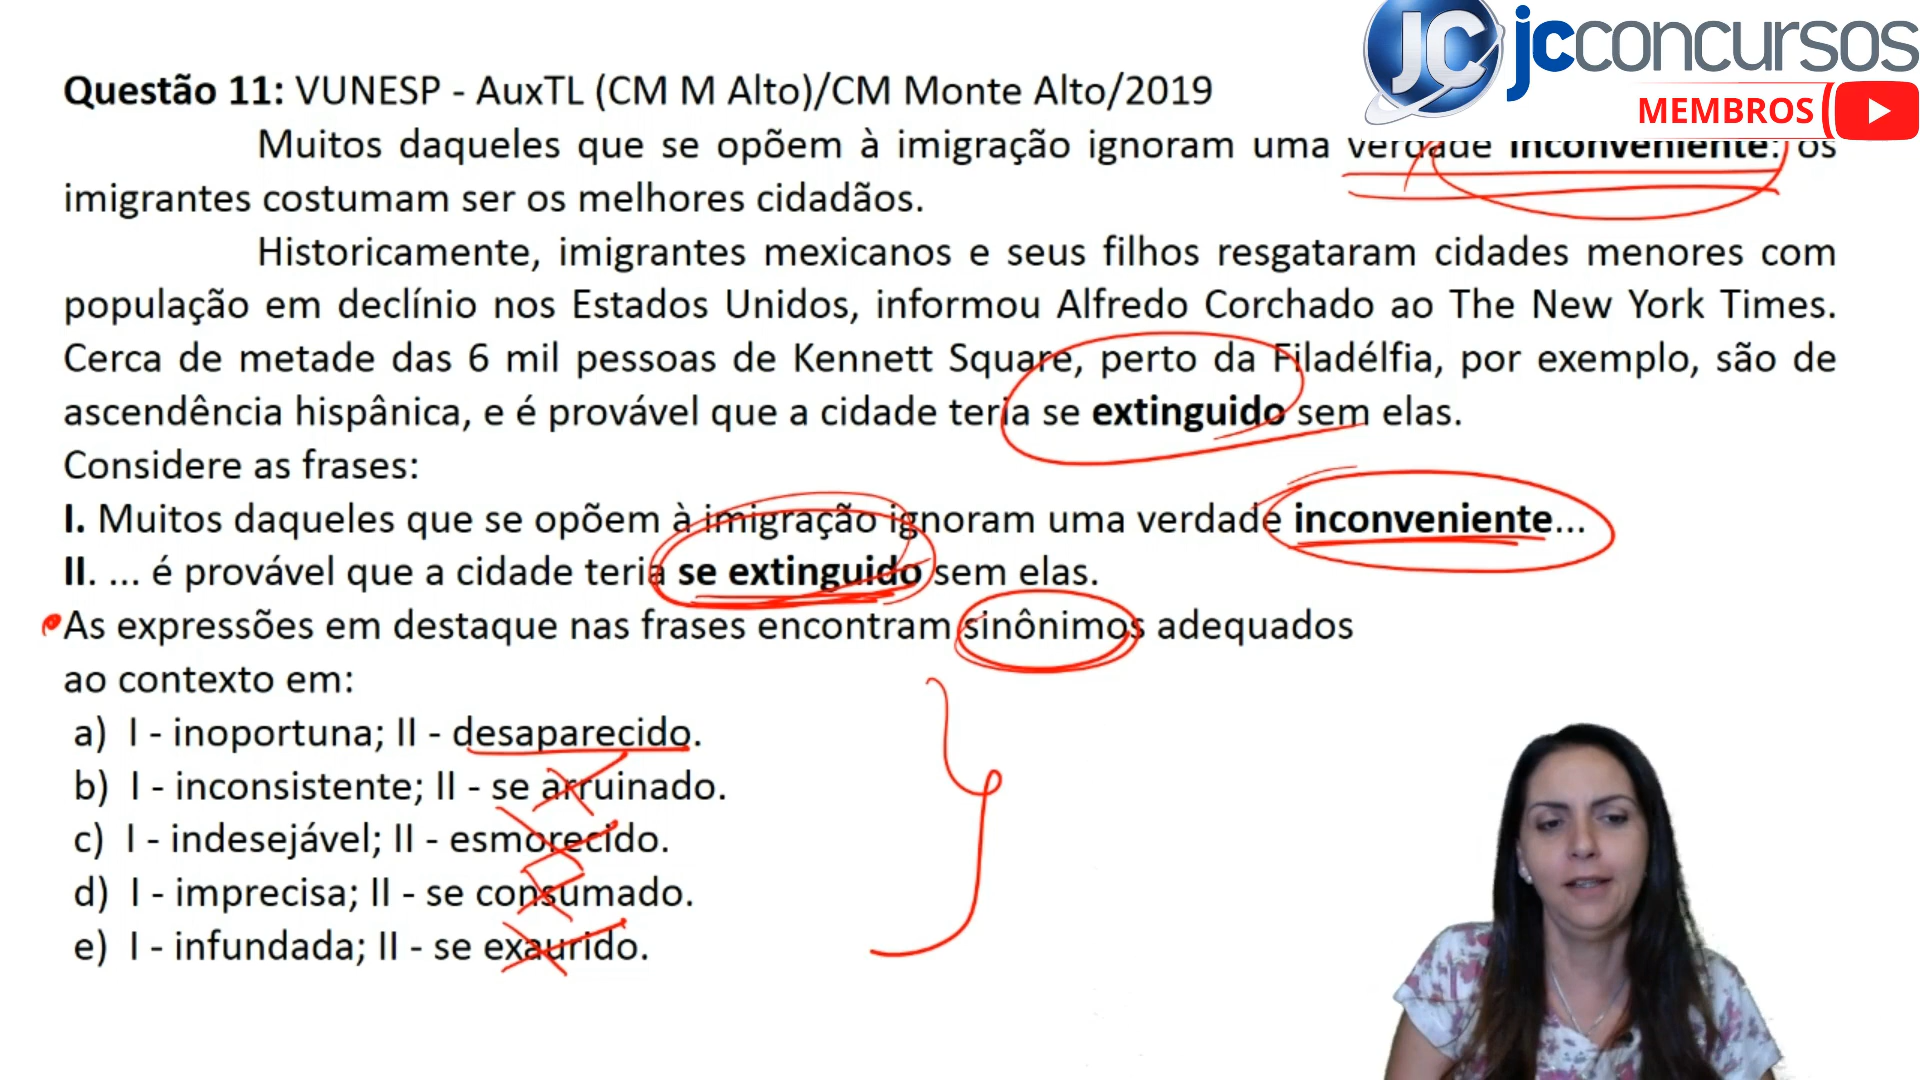 JC jcconcursos
MEMBROS
Questão 11: VUNESP - AuxTL (CM M Alto)/CM Monte Alto/2019
Muitos daqueles que se opõem à imigração ignoram uma verdade inconveniente: os
imigrantes costumam ser os melhores cidadãos.
Historicamente, imigrantes mexicanos e seus filhos resgataram cidades menores com
população em declínio nos Estados Unidos, informou Alfredo Corchado ao The New York Times.
Cerca de metade das 6 mil pessoas de Kennett Square, perto da Filadélfia, por exemplo, são de
ascendência hispânica, e é provável que a cidade teria se extinguido sem elas.
Considere as frases:
I. Muitos daqueles que se opõem à imigração ignoram uma verdade inconveniente...
II. ... é provável que a cidade teria se extinguido sem elas.
As expressões em destaque nas frases encontram sinônimos adequados
ao contexto em:
a) I - inoportuna; II - desaparecido.
b) I - inconsistente; II - se arruinado.
c) I - indesejável; II - esmorecido.
d) I - imprecisa; II - se consumado.
e) I - infundada; II - se exaurido.